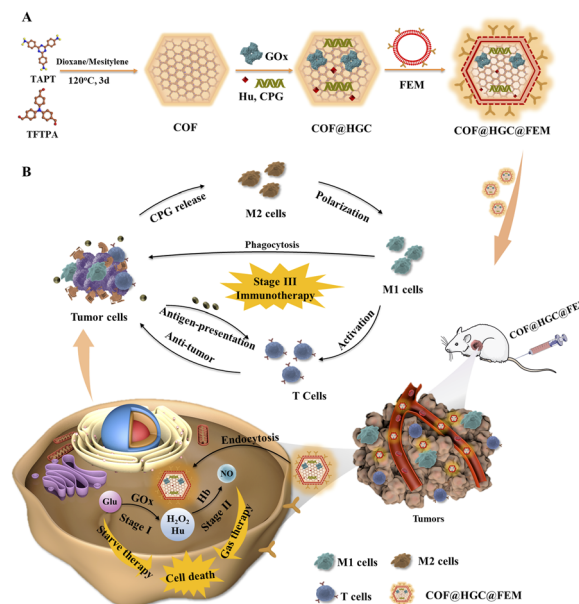 A
TAPT
TFTPA
Dioxane/Mesitylene
120°C, 3d
COF
GOx
Hu, CPG
COF@HGC
FEM
COF@HGC@FEM
B
CPG release
M2 cells
Polarization
Phagocytosis
M1 cells
Tumor cells
Stage III
Immunotherapy
Antigen-presentation
Anti-tumor
Activation
T Cells
COF@HGC@FEM
Endocytosis
Glu
GOx
Stage I
H2O2
Hu
Hb
Stage II
NO
Starve therapy
Cell death
Gas therapy
Tumors
M1 cells
M2 cells
T cells
COF@HGC@FEM